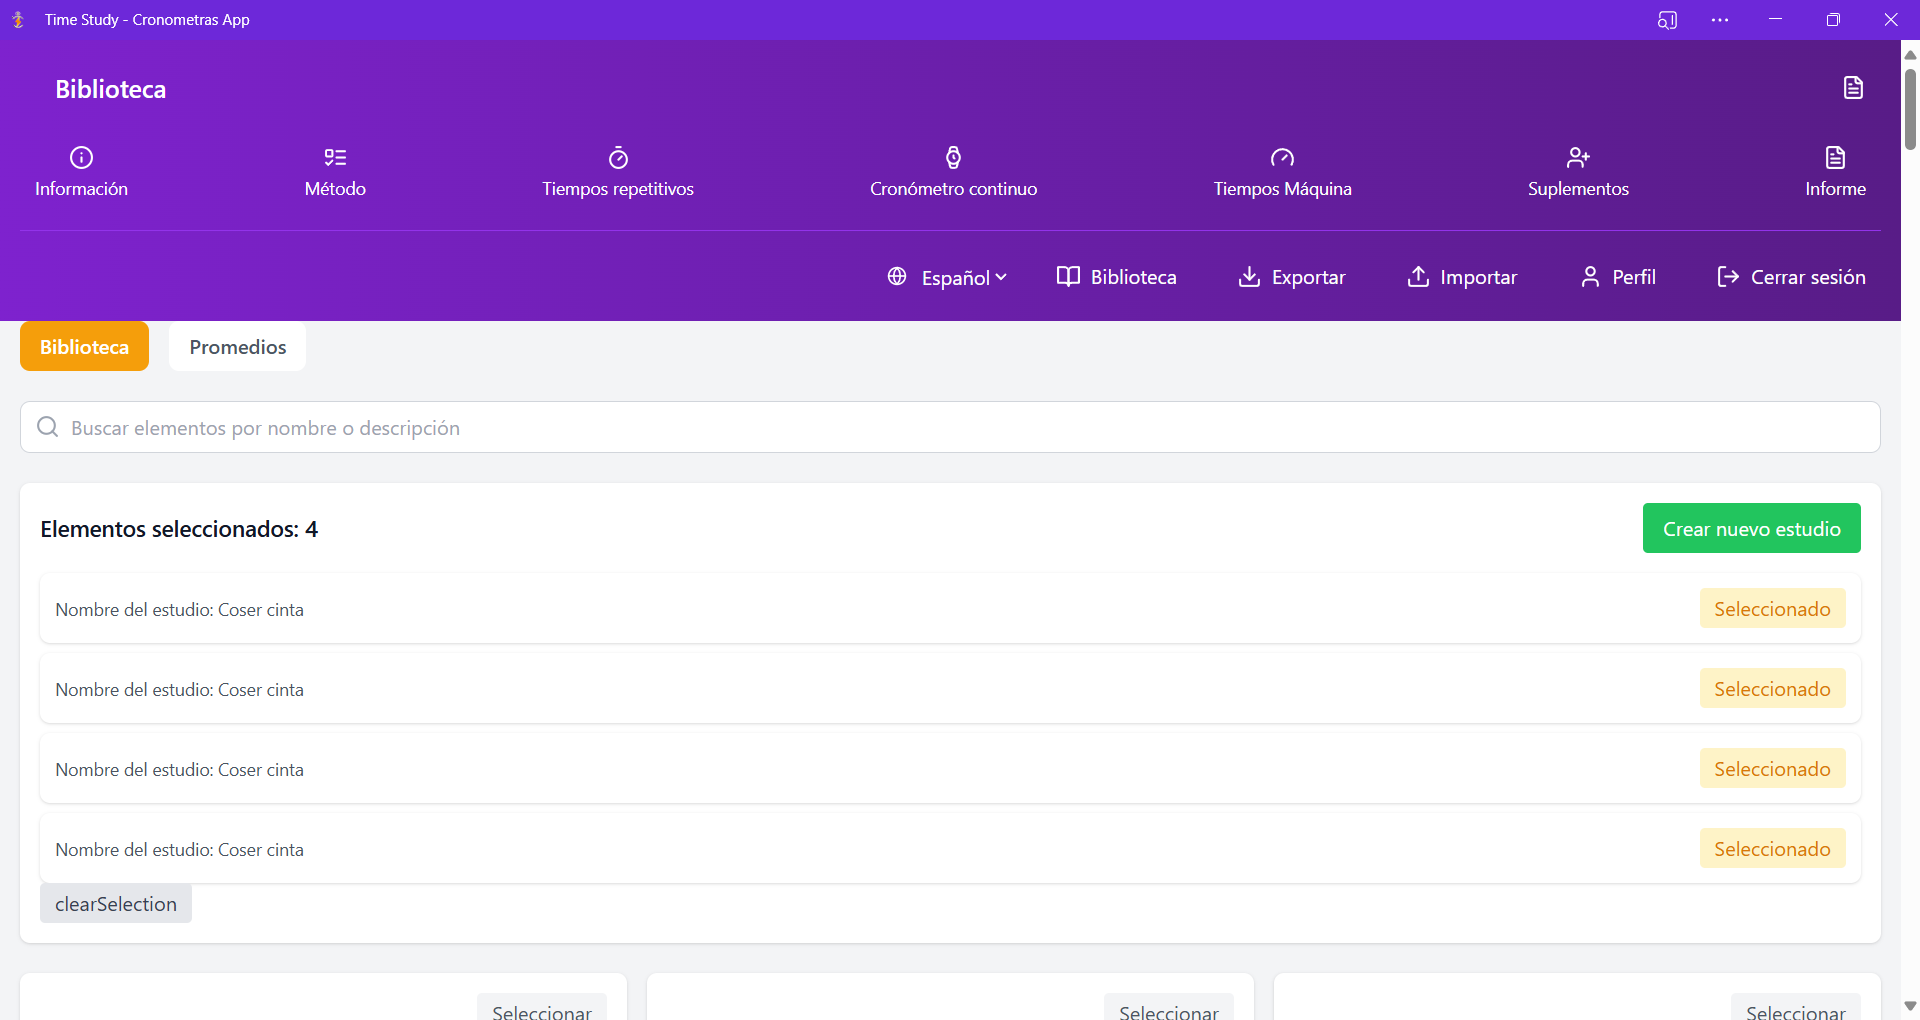 Time Study - Cronometras App
Biblioteca
Información
Método
Tiempos repetitivos
Cronómetro continuo
Tiempos Máquina
Suplementos
Informe
Español
Biblioteca
Exportar
Importar
Perfil
Cerrar sesión
Biblioteca
Promedios
Buscar elementos por nombre o descripción
Elementos seleccionados: 4
Crear nuevo estudio
Nombre del estudio: Coser cinta
Seleccionado
Nombre del estudio: Coser cinta
Seleccionado
Nombre del estudio: Coser cinta
Seleccionado
Nombre del estudio: Coser cinta
Seleccionado
clearSelection
Seleccionar
Seleccionar
Seleccionar